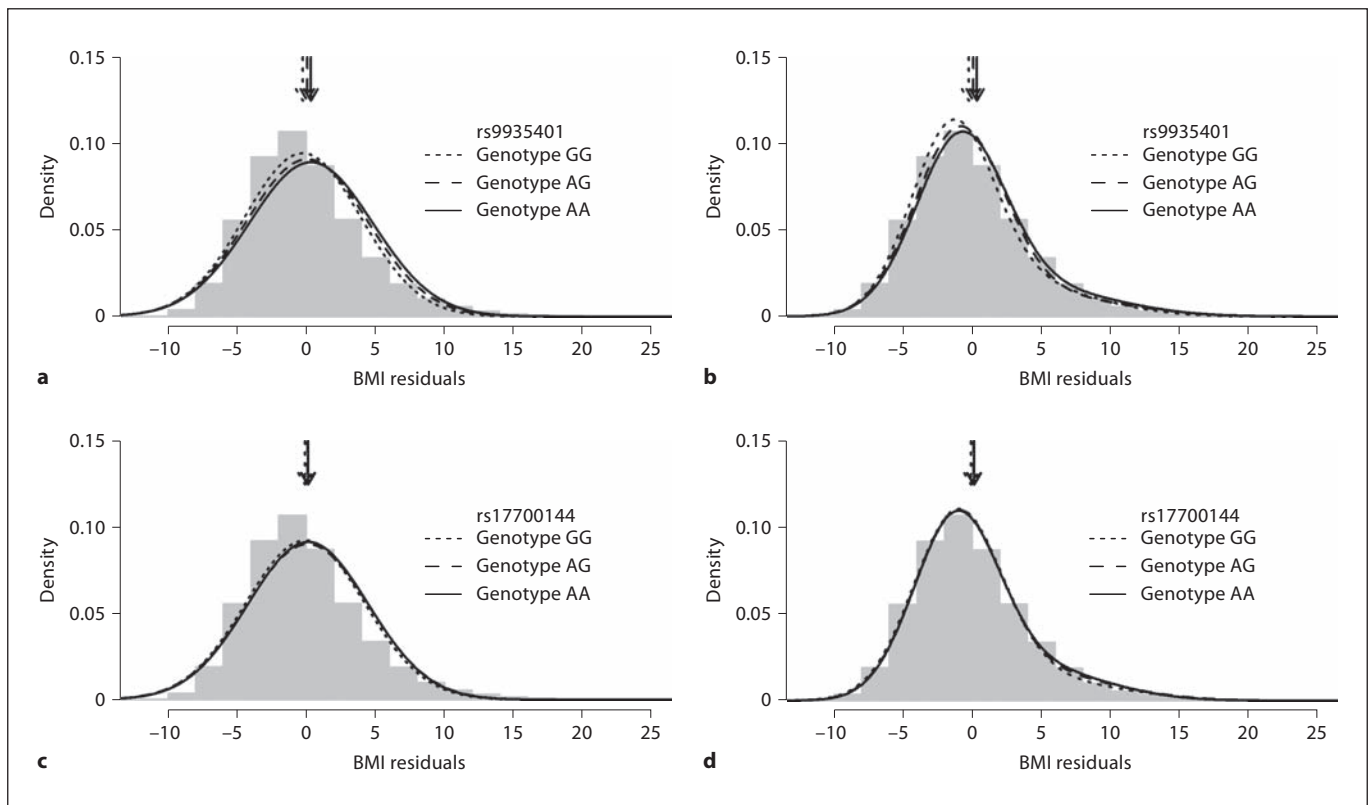 0.15
0.10
0.05
0
Density
rs9935401
Genotype GG
Genotype AG
Genotype AA
–10 –5 0 5 10 15 20 25
BMI residuals
a
0.15
0.10
0.05
0
Density
rs9935401
Genotype GG
Genotype AG
Genotype AA
–10 –5 0 5 10 15 20 25
BMI residuals
b
0.15
0.10
0.05
0
Density
rs17700144
Genotype GG
Genotype AG
Genotype AA
–10 –5 0 5 10 15 20 25
BMI residuals
c
0.15
0.10
0.05
0
Density
rs17700144
Genotype GG
Genotype AG
Genotype AA
–10 –5 0 5 10 15 20 25
BMI residuals
d